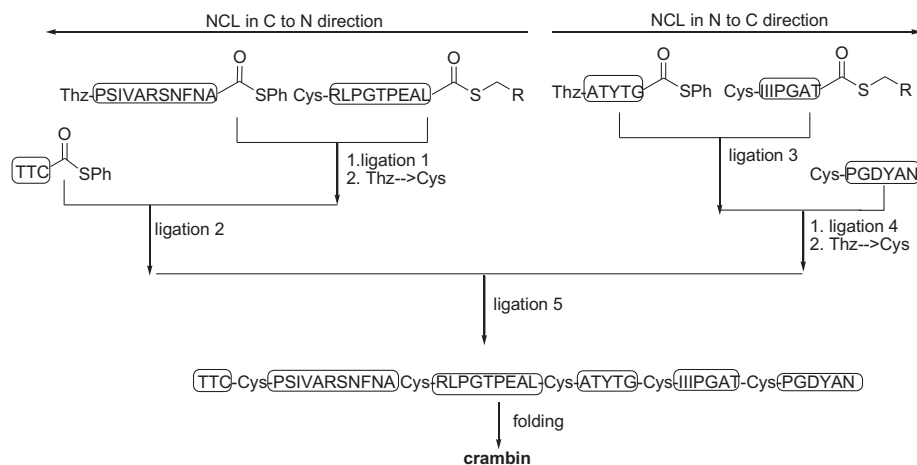 NCL in C to N direction NCL in N to C direction
O O O O
Thz-PSIVARSNFNA SPh Cys-RLPGTPEAL S R Thz-ATYTG SPh Cys-IIIPGAT S R
O
TTC SPh
1.ligation 1
2. Thz-->Cys
ligation 3
Cys-PGDYAN
ligation 2
1. ligation 4
2. Thz-->Cys
ligation 5
TTC-Cys-PSIVARSNFNA-Cys-RLPGTPEAL-Cys-ATYTG-Cys-IIIPGAT-Cys-PGDYAN
folding
crambin